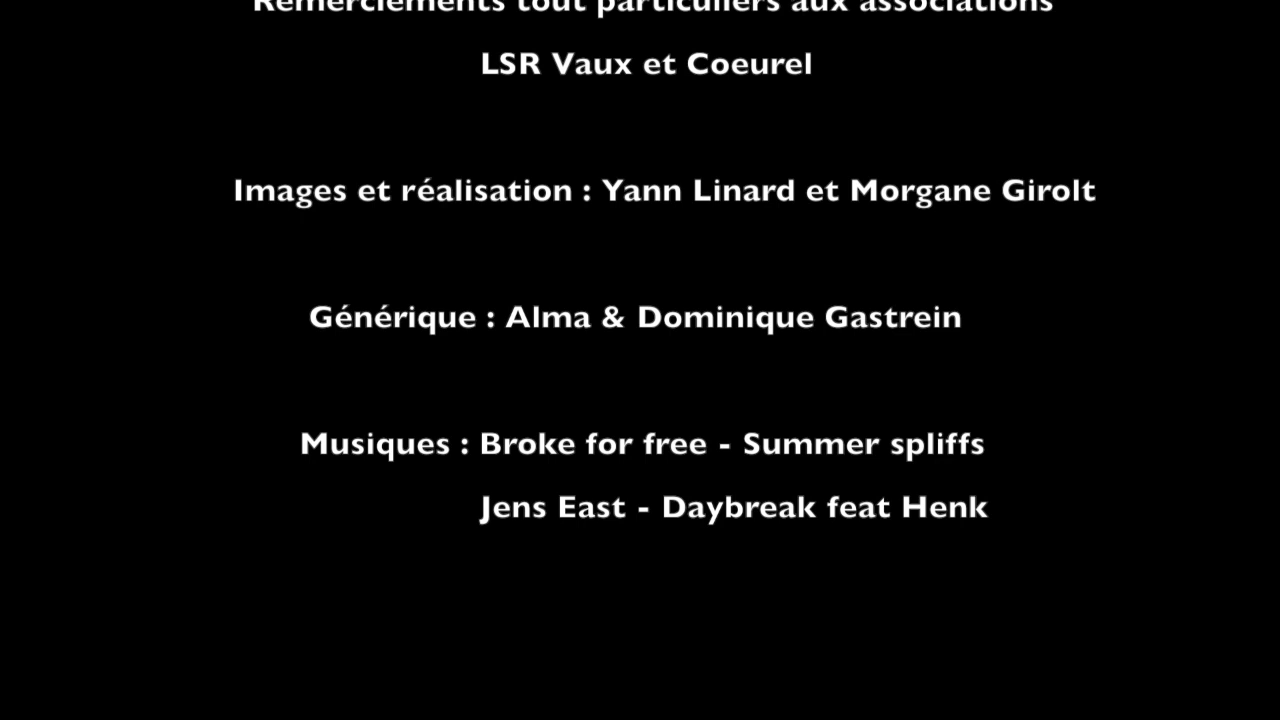 Remerciements tout particuliers aux associations
LSR Vaux et Coeurel
Images et réalisation : Yann Linard et Morgane Girolt
Générique : Alma & Dominique Gastrein
Musiques : Broke for free - Summer spliffs
Jens East - Daybreak feat Henk